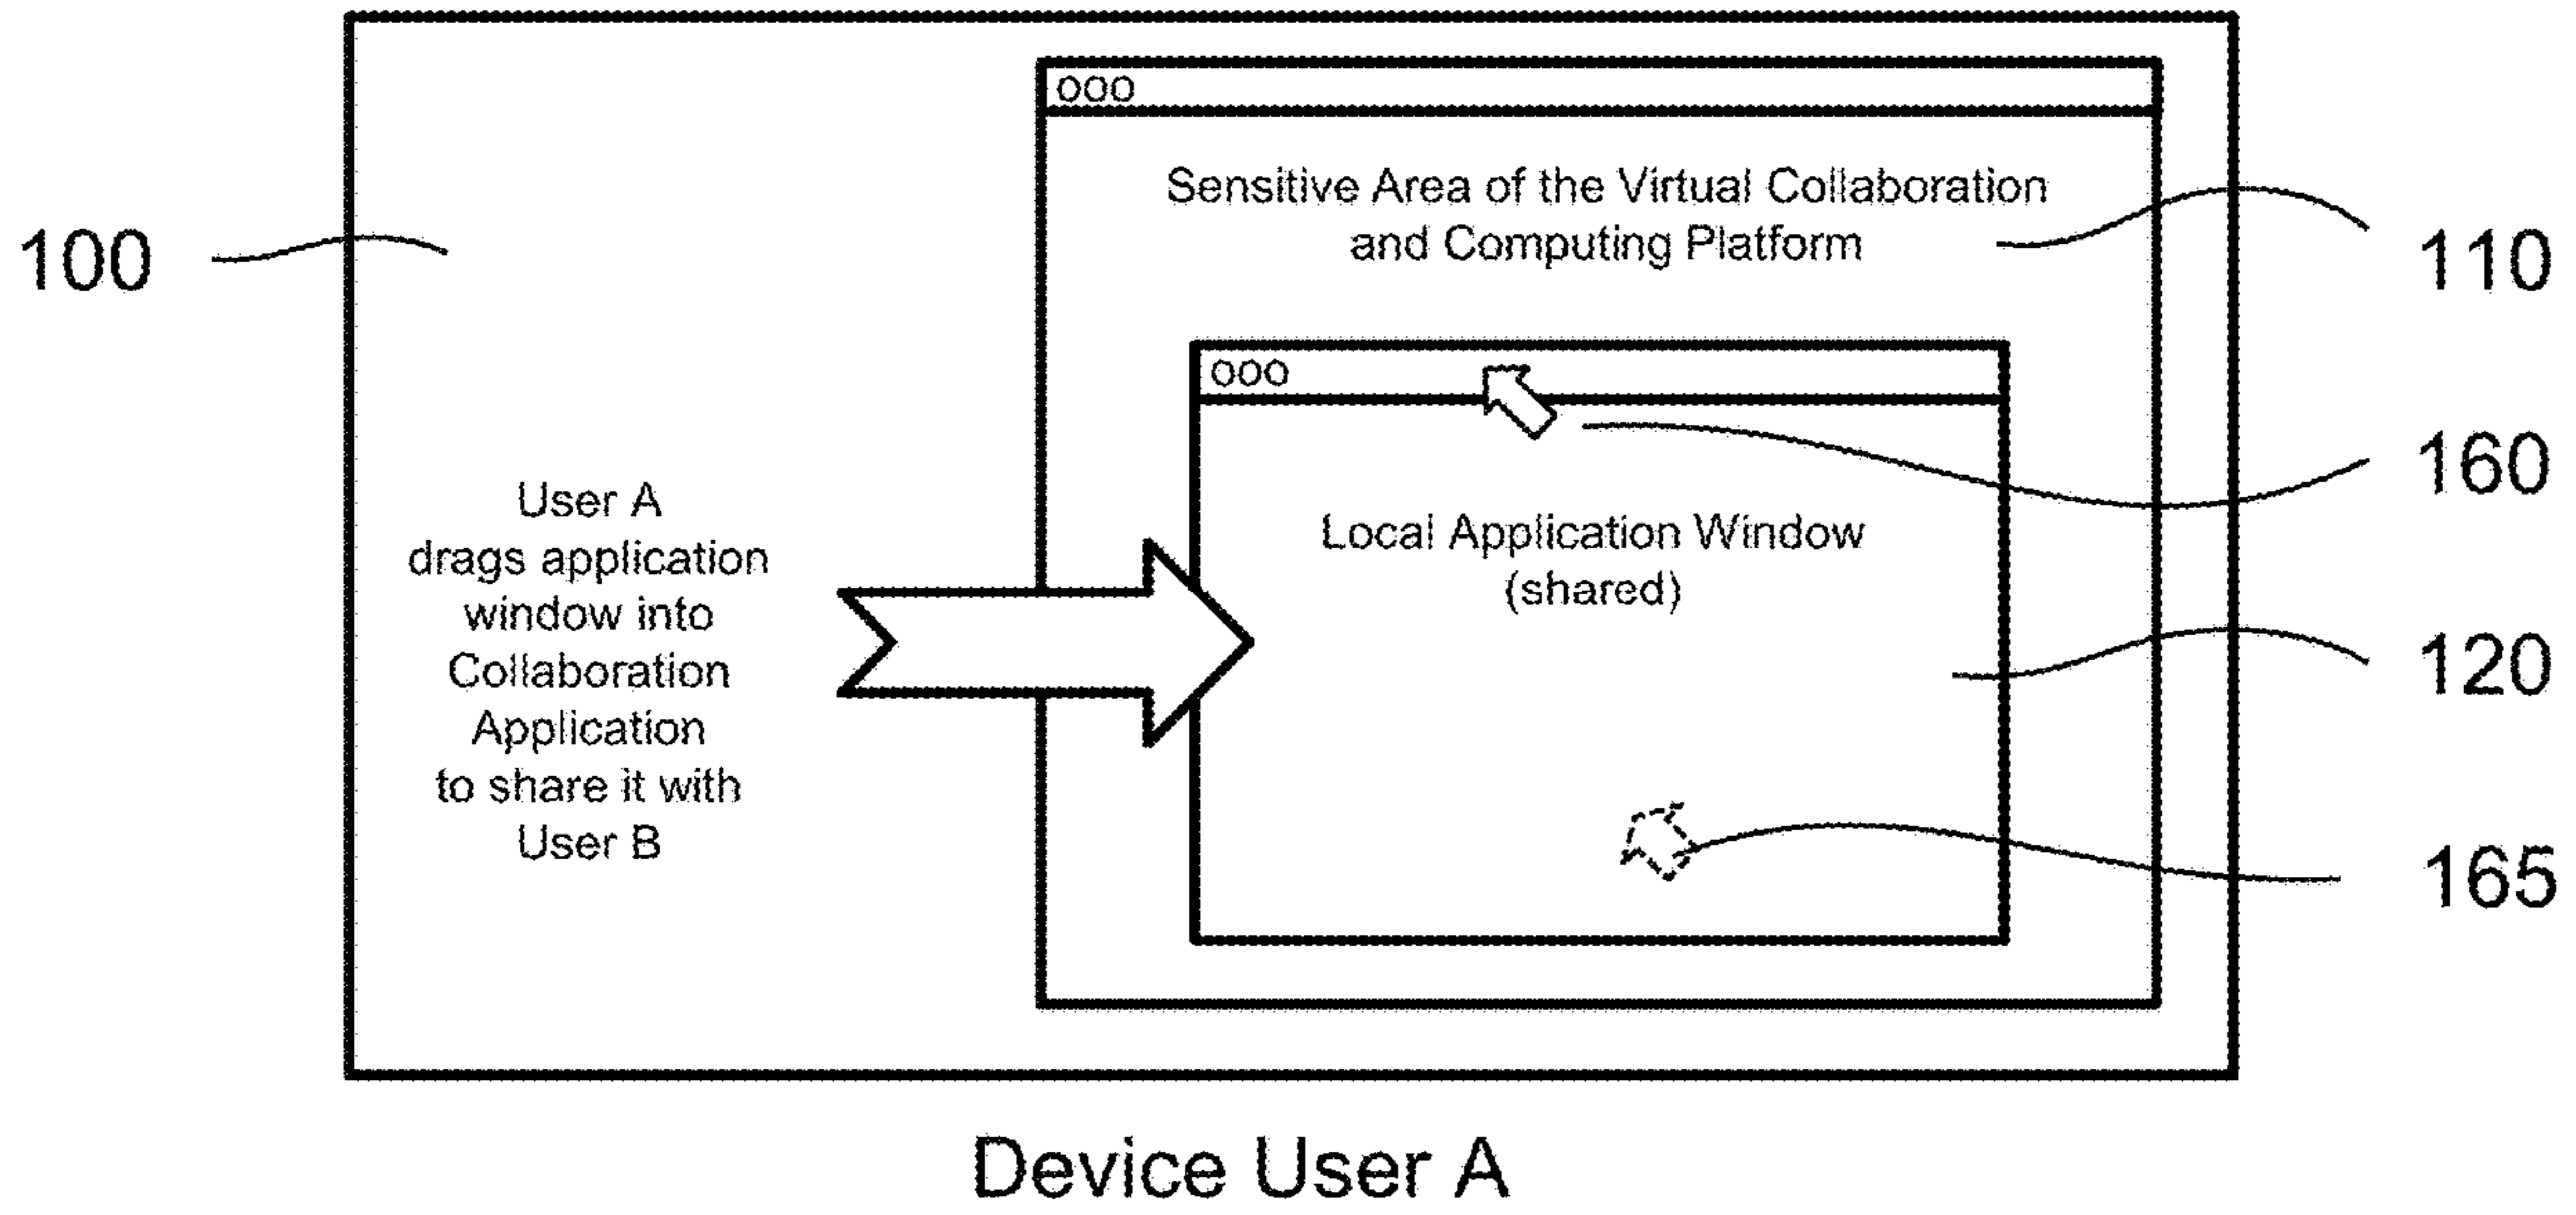 ooo
Sensitive Area of the Virtual Collaboration
and Computing Platform
100
110
ooo
160
User A
drags application
window into
Collaboration
Application
to share it with
User B
Local Application Window
(shared)
120
165
Device User A